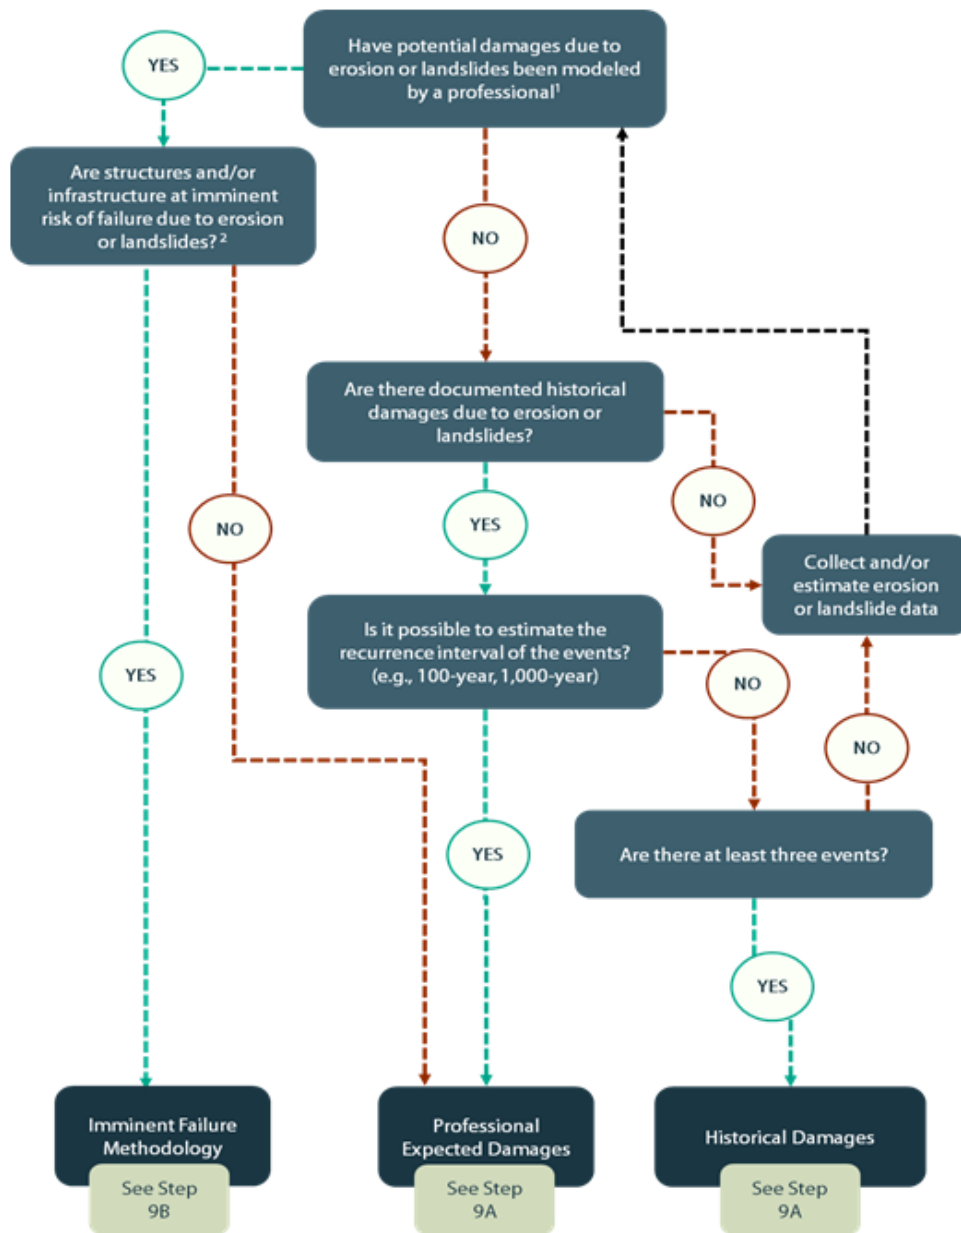 Have potential damages due to
erosion or landslides been modeled
by a professional¹
YES
Are structures and/or
infrastructure at imminent
risk of failure due to erosion
or landslides? ²
NO
Are there documented historical
damages due to erosion or
landslides?
NO
YES
NO
Collect and/or
estimate erosion
or landslide data
Is it possible to estimate the
recurrence interval of the events?
(e.g., 100-year, 1,000-year)
YES
NO
NO
Are there at least three events?
YES
YES
Imminent Failure
Methodology
See Step
9B
Professional
Expected Damages
See Step
9A
Historical Damages
See Step
9A